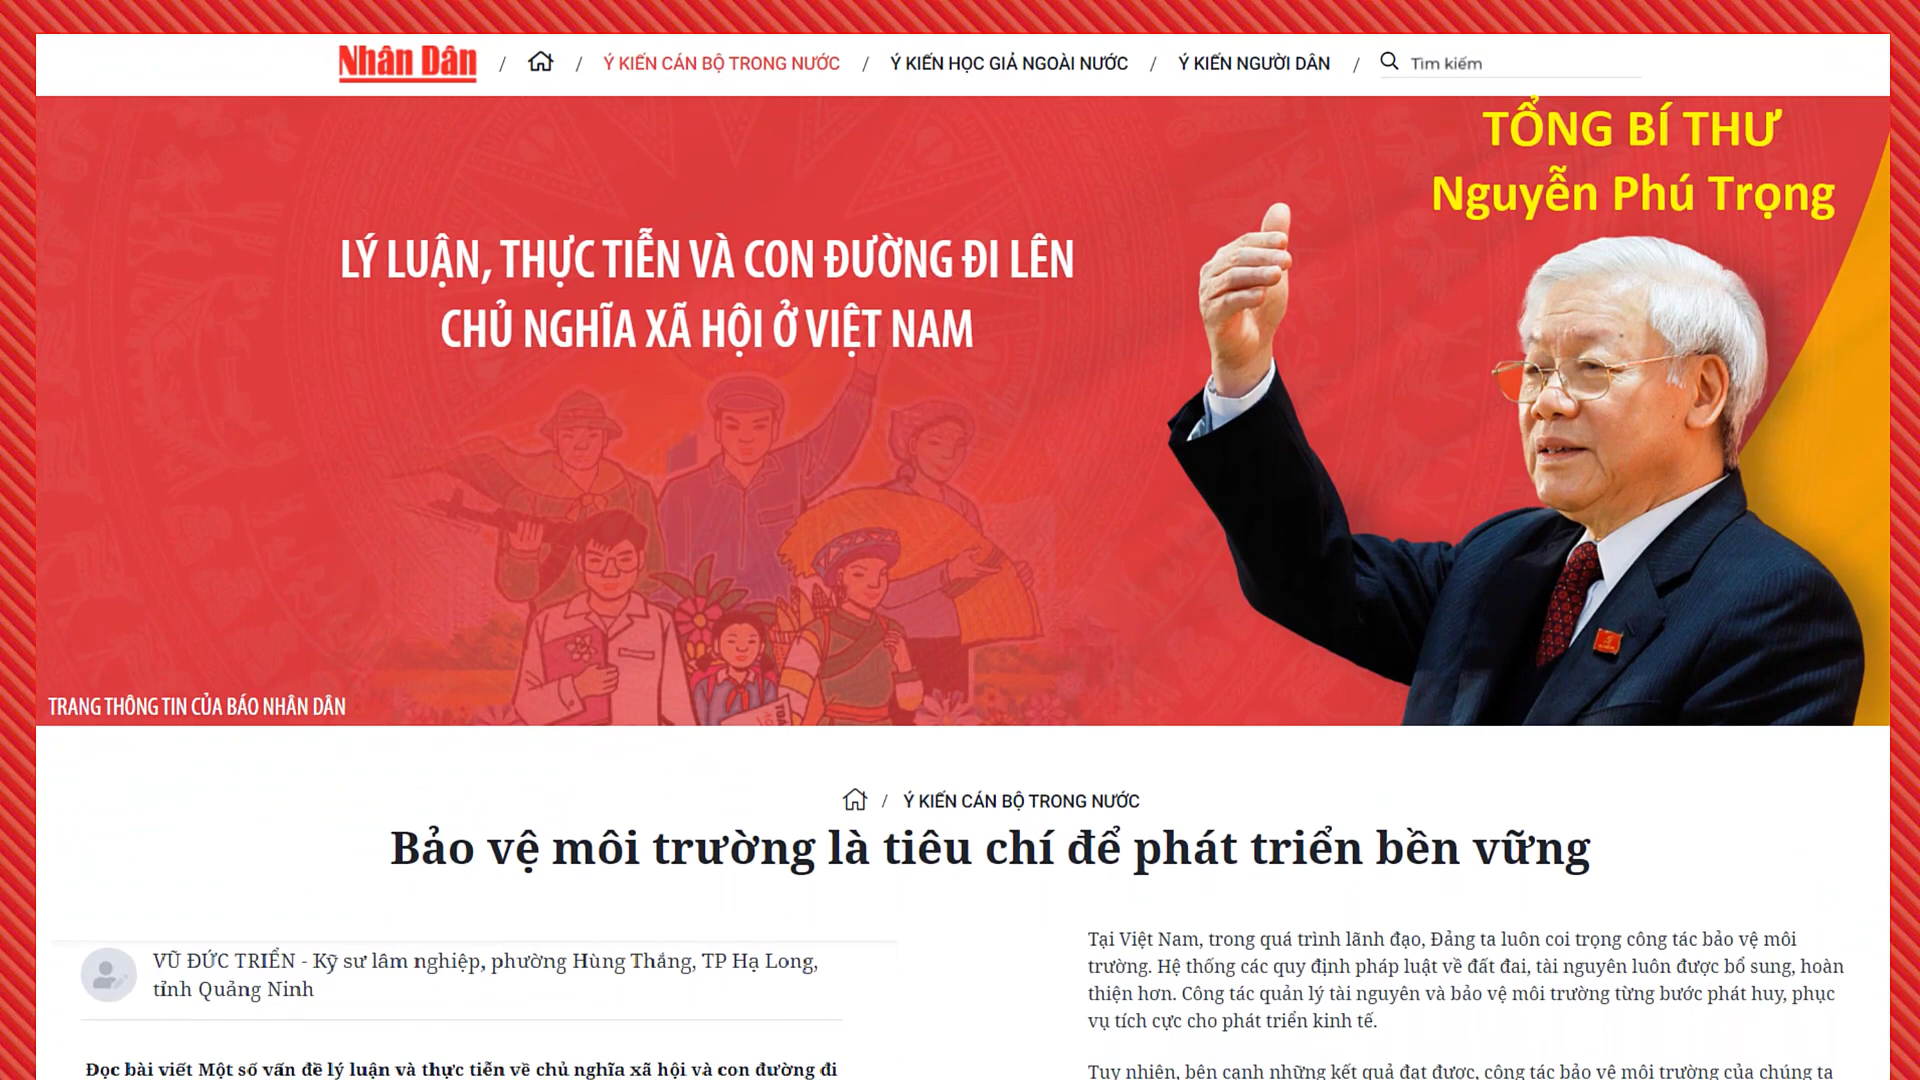 Nhân Dân / / Ý KIẾN CÁN BỘ TRONG NƯỚC / Ý KIẾN HỌC GIẢ NGOÀI NƯỚC / Ý KIẾN NGƯỜI DÂN / Tìm kiếm
TỔNG BÍ THƯ
Nguyễn Phú Trọng
LÝ LUẬN, THỰC TIỄN VÀ CON ĐƯỜNG ĐI LÊN
CHỦ NGHĨA XÃ HỘI Ở VIỆT NAM
TRANG THÔNG TIN CỦA BÁO NHÂN DÂN
/ Ý KIẾN CÁN BỘ TRONG NƯỚC
Bảo vệ môi trường là tiêu chí để phát triển bền vững
VŨ ĐỨC TRIỂN - Kỹ sư lâm nghiệp, phường Hùng Thắng, TP Hạ Long,
tỉnh Quảng Ninh
Đọc bài viết Một số vấn đề lý luận và thực tiễn về chủ nghĩa xã hội và con đường đi
Tại Việt Nam, trong quá trình lãnh đạo, Đảng ta luôn coi trọng công tác bảo vệ môi
trường. Hệ thống các quy định pháp luật về đất đai, tài nguyên luôn được bổ sung, hoàn
thiện hơn. Công tác quản lý tài nguyên và bảo vệ môi trường từng bước phát huy, phục
vụ tích cực cho phát triển kinh tế.
Tuy nhiên, bên cạnh những kết quả đạt được, công tác bảo vệ môi trường của chúng ta